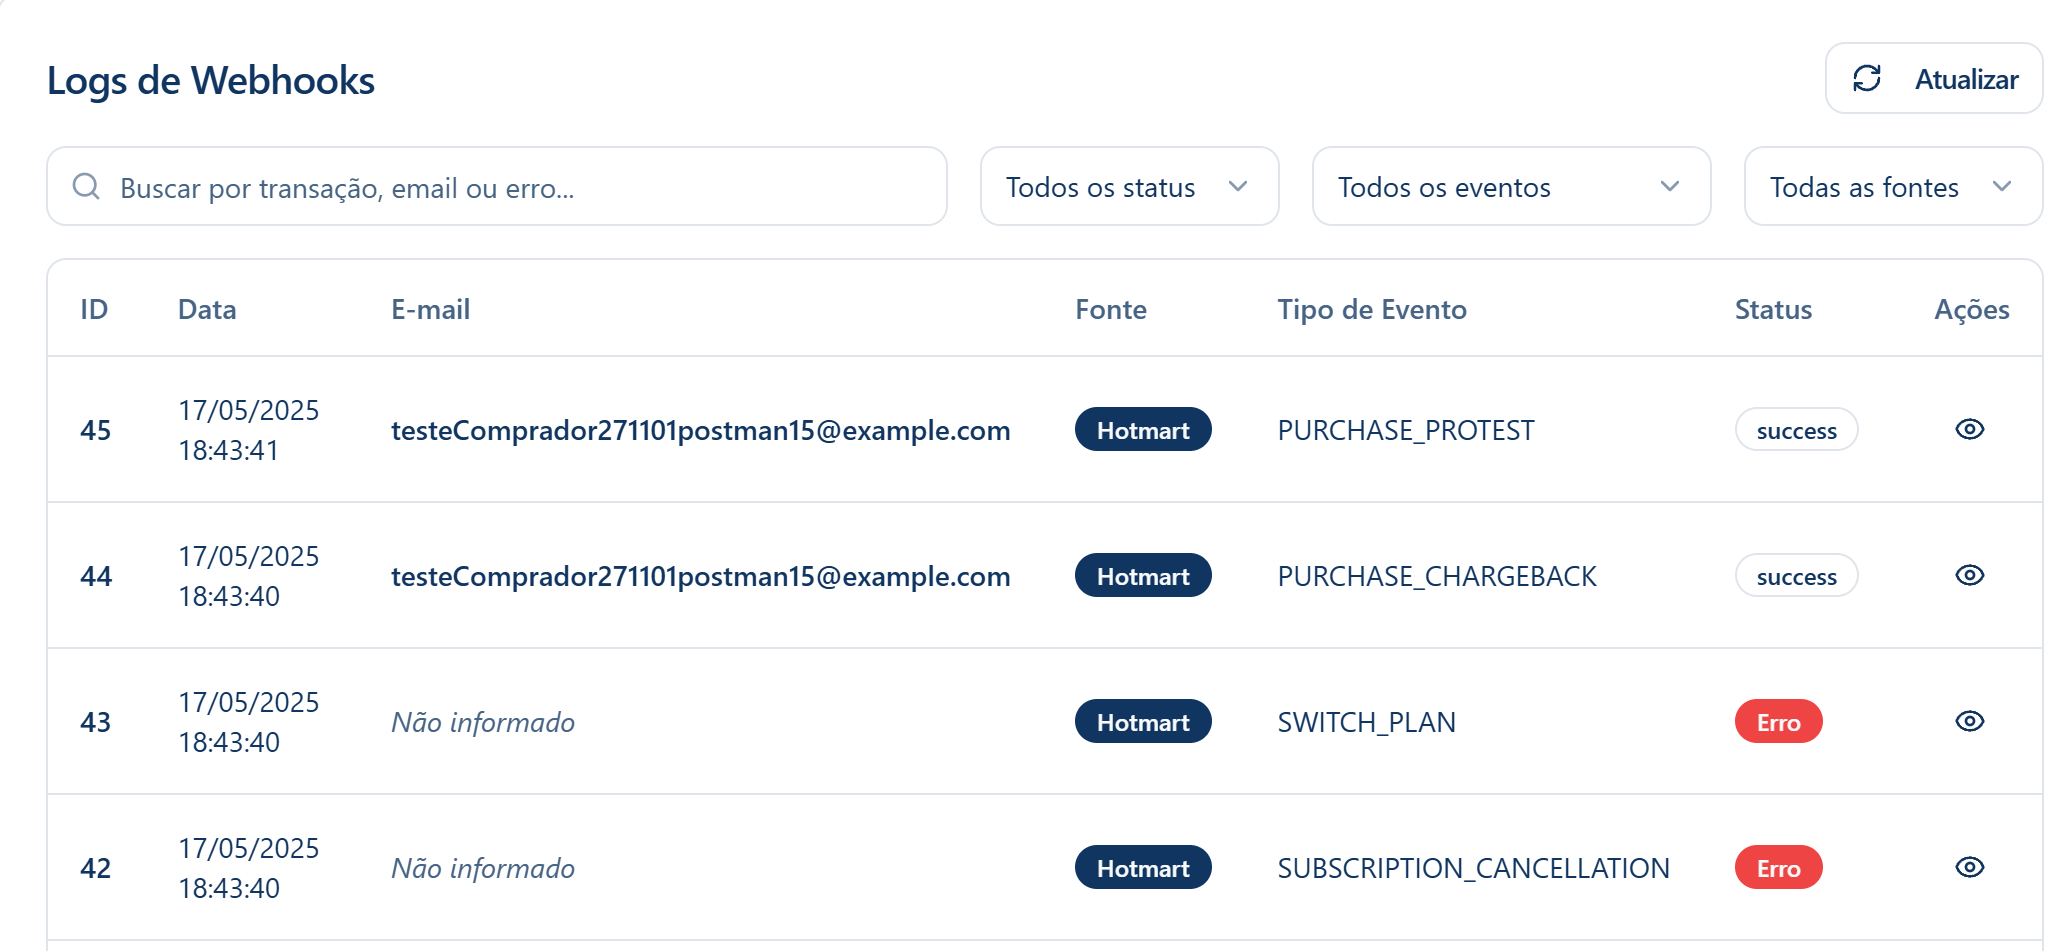 Logs de Webhooks
Atualizar
Buscar por transação, email ou erro...
Todos os status
Todos os eventos
Todas as fontes
ID Data E-mail Fonte Tipo de Evento Status Ações
45 17/05/2025 18:43:41 testeComprador271101postman15@example.com Hotmart PURCHASE_PROTEST success
44 17/05/2025 18:43:40 testeComprador271101postman15@example.com Hotmart PURCHASE_CHARGEBACK success
43 17/05/2025 18:43:40 Não informado Hotmart SWITCH_PLAN Erro
42 17/05/2025 18:43:40 Não informado Hotmart SUBSCRIPTION_CANCELLATION Erro